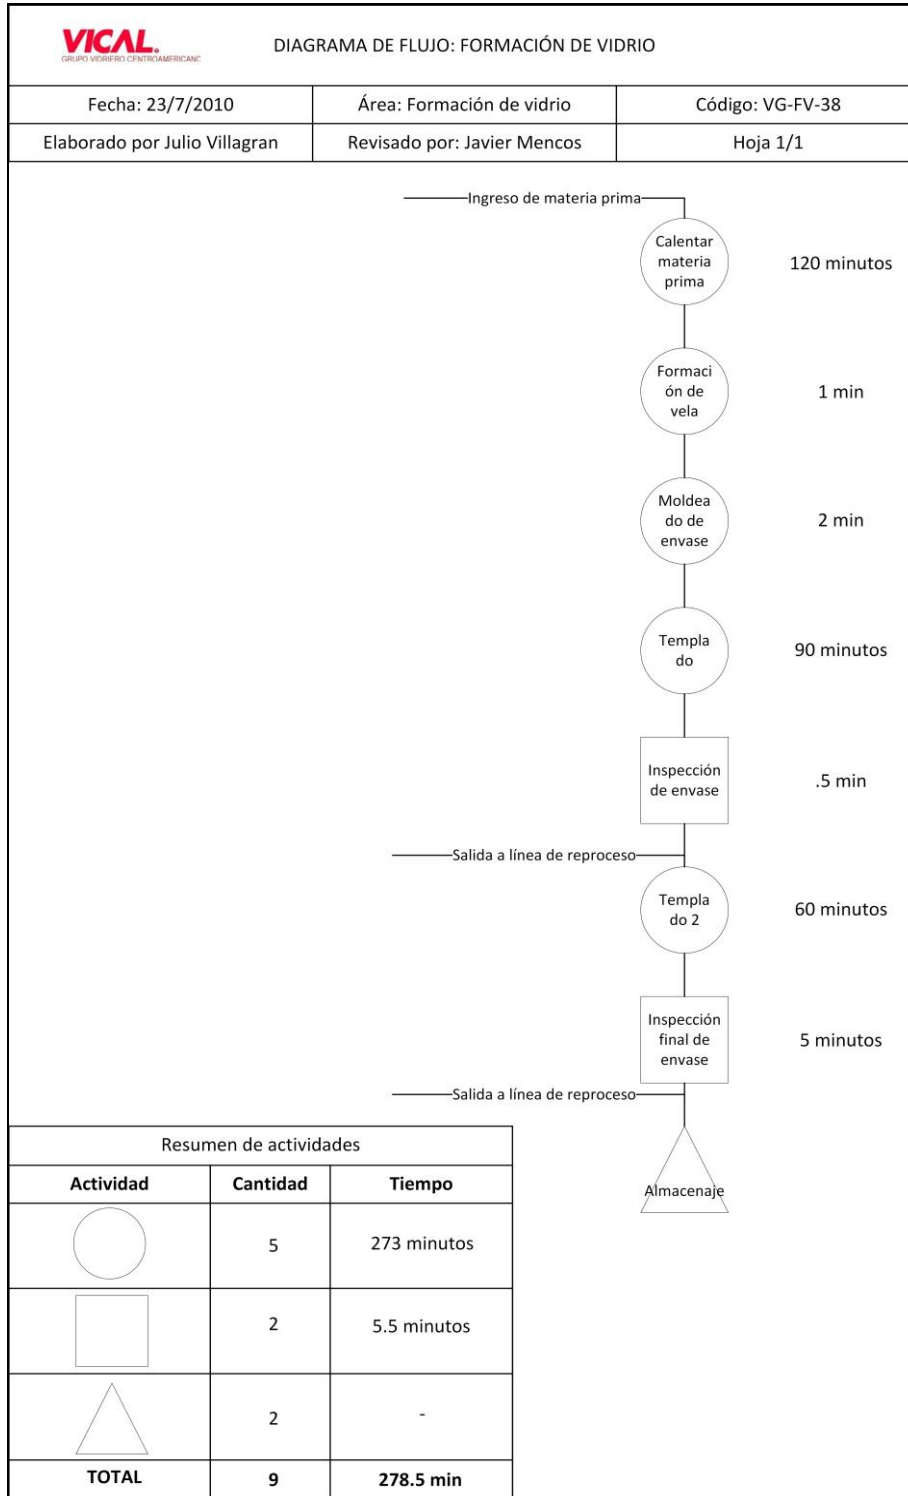 VICAL.
GRUPO VIDRIERO CENTROAMERICANO
DIAGRAMA DE FLUJO: FORMACIÓN DE VIDRIO
Fecha: 23/7/2010
Área: Formación de vidrio
Código: VG-FV-38
Elaborado por Julio Villagran
Revisado por: Javier Mencos
Hoja 1/1
Ingreso de materia prima
Calentar
materia
prima
120 minutos
Formaci
ón de
vela
1 min
Moldea
do de
envase
2 min
Templa
do
90 minutos
Inspección
de envase
.5 min
Salida a línea de reproceso
Templa
do 2
60 minutos
Inspección
final de
envase
5 minutos
Salida a línea de reproceso
Almacenaje
Resumen de actividades
Actividad
Cantidad
Tiempo
5
273 minutos
2
5.5 minutos
2
-
TOTAL
9
278.5 min